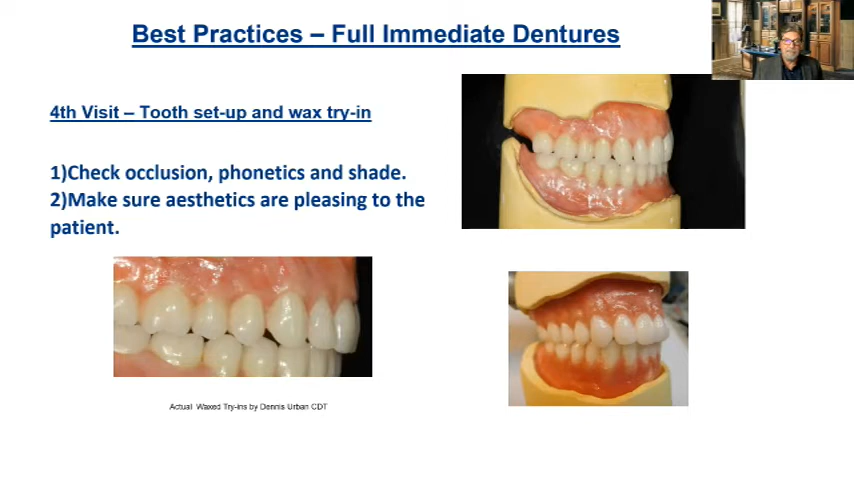 Best Practices – Full Immediate Dentures
4th Visit – Tooth set-up and wax try-in
1)Check occlusion, phonetics and shade.
2)Make sure aesthetics are pleasing to the
patient.
Actual Waxed Try-Ins by Dennis Urban CDT